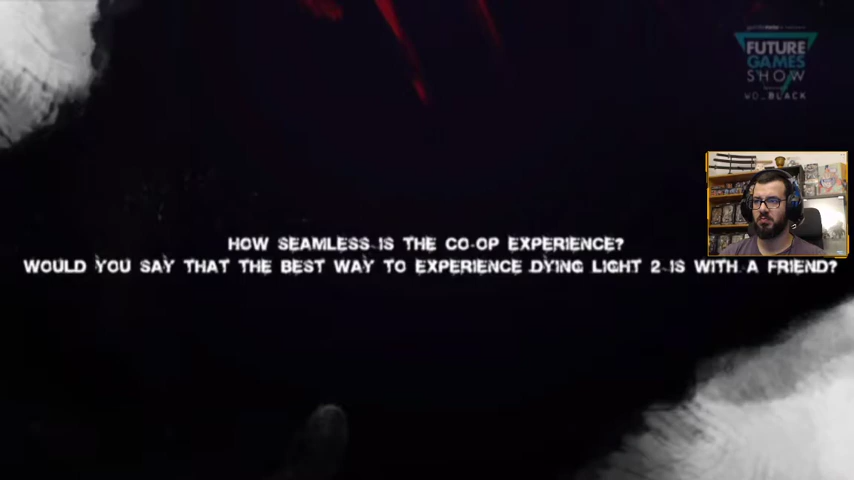 FUTURE
GAMES
SHOW
WD_BLACK
HOW SEAMLESS IS THE CO-OP EXPERIENCE?
WOULD YOU SAY THAT THE BEST WAY TO EXPERIENCE DYING LIGHT 2 IS WITH A FRIEND?